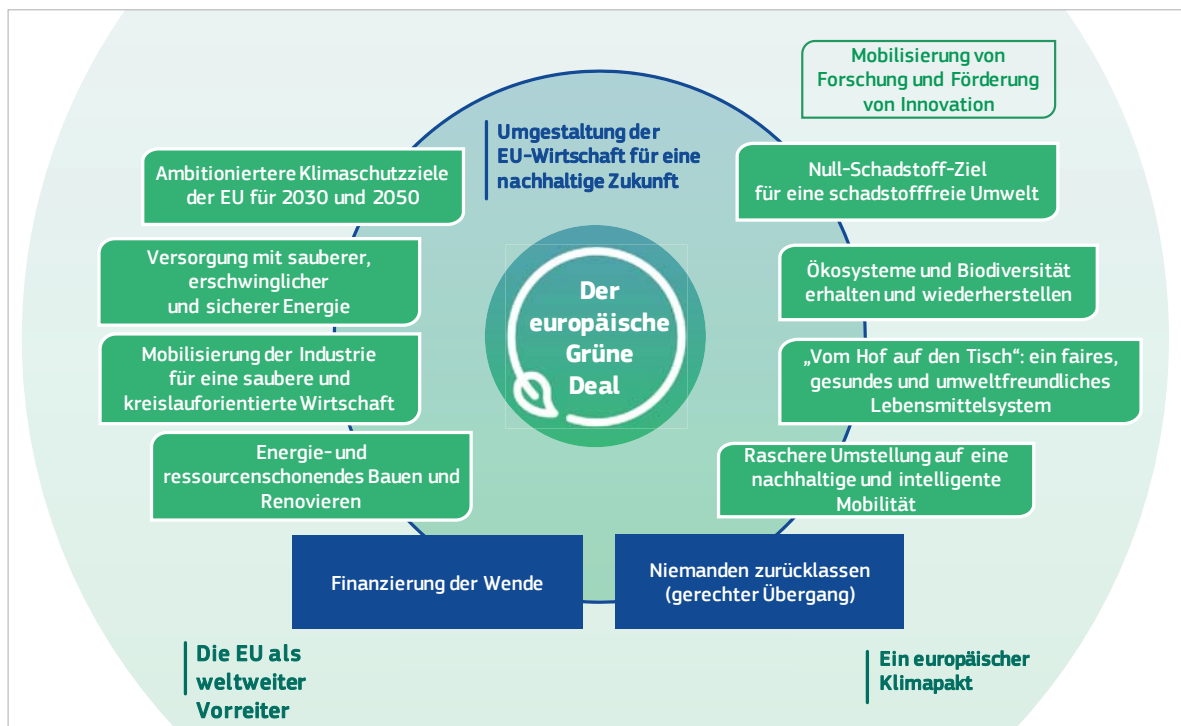 Mobilisierung von
Forschung und Förderung
von Innovation
Umgestaltung der
EU-Wirtschaft für eine
nachhaltige Zukunft
Ambitioniertere Klimaschutzziele
der EU für 2030 und 2050
Null-Schadstoff-Ziel
für eine schadstofffreie Umwelt
Versorgung mit sauberer,
erschwinglicher
und sicherer Energie
Ökosysteme und Biodiversität
erhalten und wiederherstellen
Der
europäische
Grüne
Deal
Mobilisierung der Industrie
für eine saubere und
kreislauforientierte Wirtschaft
„Vom Hof auf den Tisch“: ein faires,
gesundes und umweltfreundliches
Lebensmittelsystem
Energie- und
ressourcenschonendes Bauen und
Renovieren
Raschere Umstellung auf eine
nachhaltige und intelligente
Mobilität
Finanzierung der Wende
Niemanden zurücklassen
(gerechter Übergang)
Die EU als
weltweiter
Vorreiter
Ein europäischer
Klimapakt